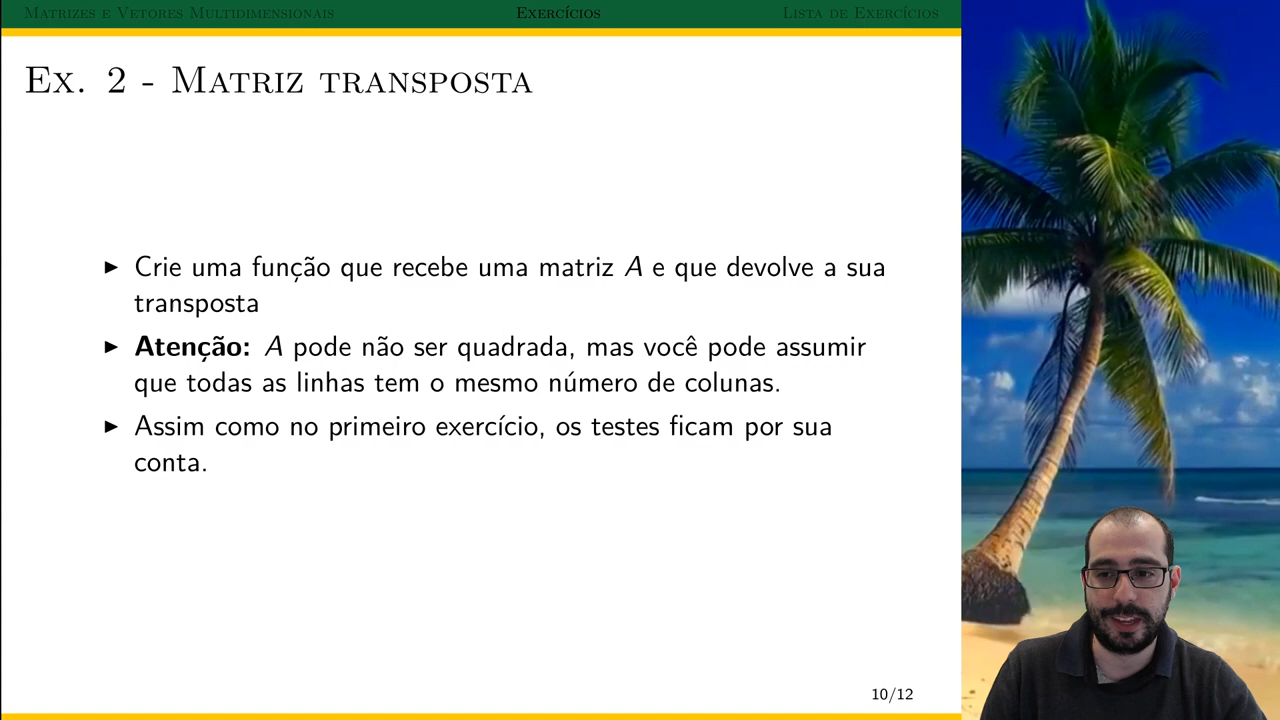 Matrizes e Vetores Multidimensionais
Exercícios
Lista de Exercícios
Ex. 2 - Matriz transposta
▶ Crie uma função que recebe uma matriz A e que devolve a sua
transposta
▶ Atenção: A pode não ser quadrada, mas você pode assumir
que todas as linhas tem o mesmo número de colunas.
▶ Assim como no primeiro exercício, os testes ficam por sua
conta.
10/12